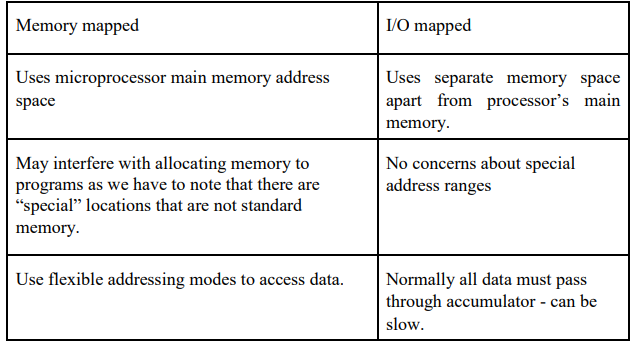 Memory mapped
I/O mapped
Uses microprocessor main memory address
space
Uses separate memory space
apart from processor’s main
memory.
May interfere with allocating memory to
programs as we have to note that there are
“special” locations that are not standard
memory.
No concerns about special
address ranges
Use flexible addressing modes to access data.
Normally all data must pass
through accumulator - can be
slow.